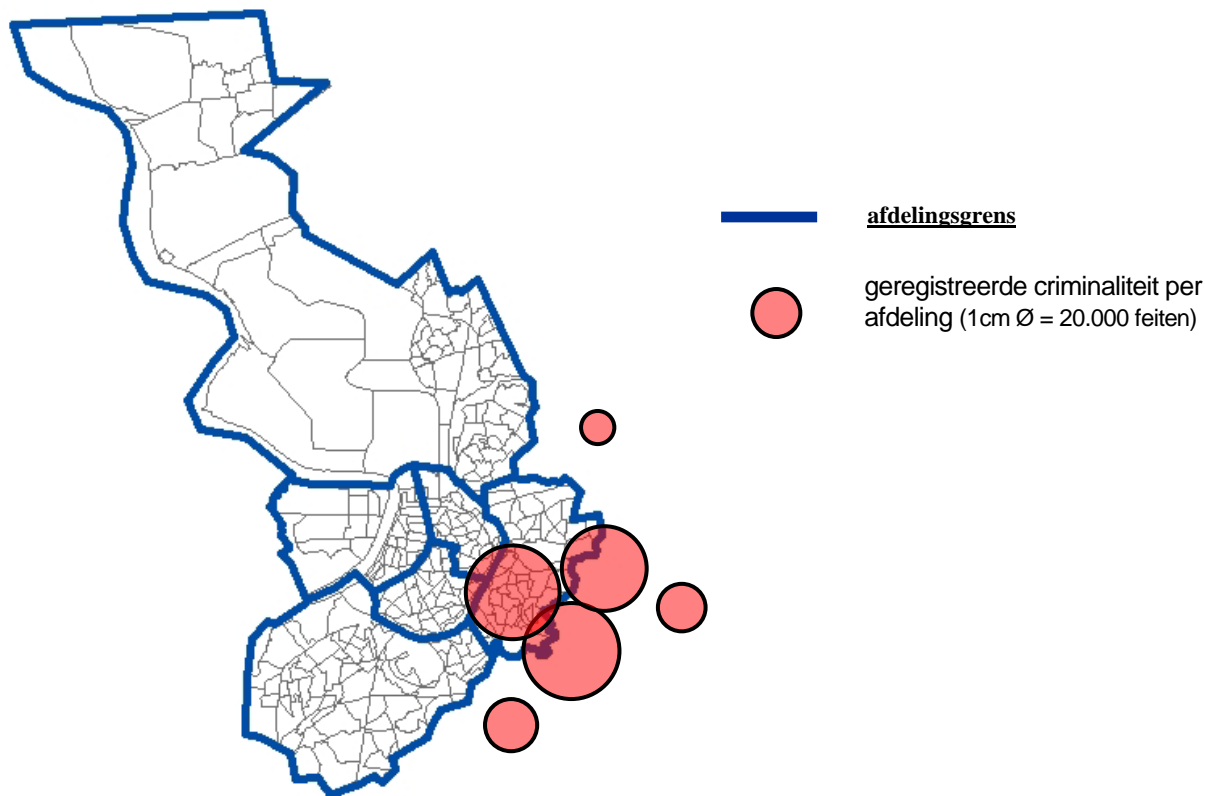 afdelingsgrens
geregistreerde criminaliteit per
afdeling (1cm Ø = 20.000 feiten)